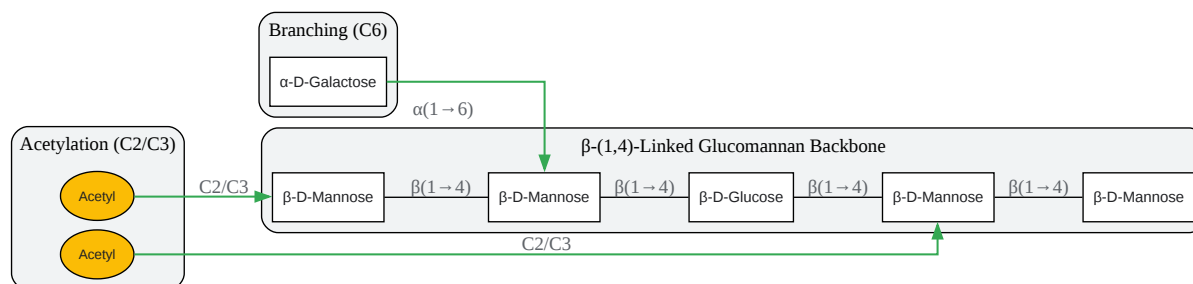 Branching (C6)
α-D-Galactose
α(1→6)
Acetylation (C2/C3)
β-(1,4)-Linked Glucomannan Backbone
Acetyl
C2/C3
β-D-Mannose
β(1→4)
β-D-Mannose
β(1→4)
β-D-Glucose
β(1→4)
β-D-Mannose
β(1→4)
β-D-Mannose
Acetyl
C2/C3